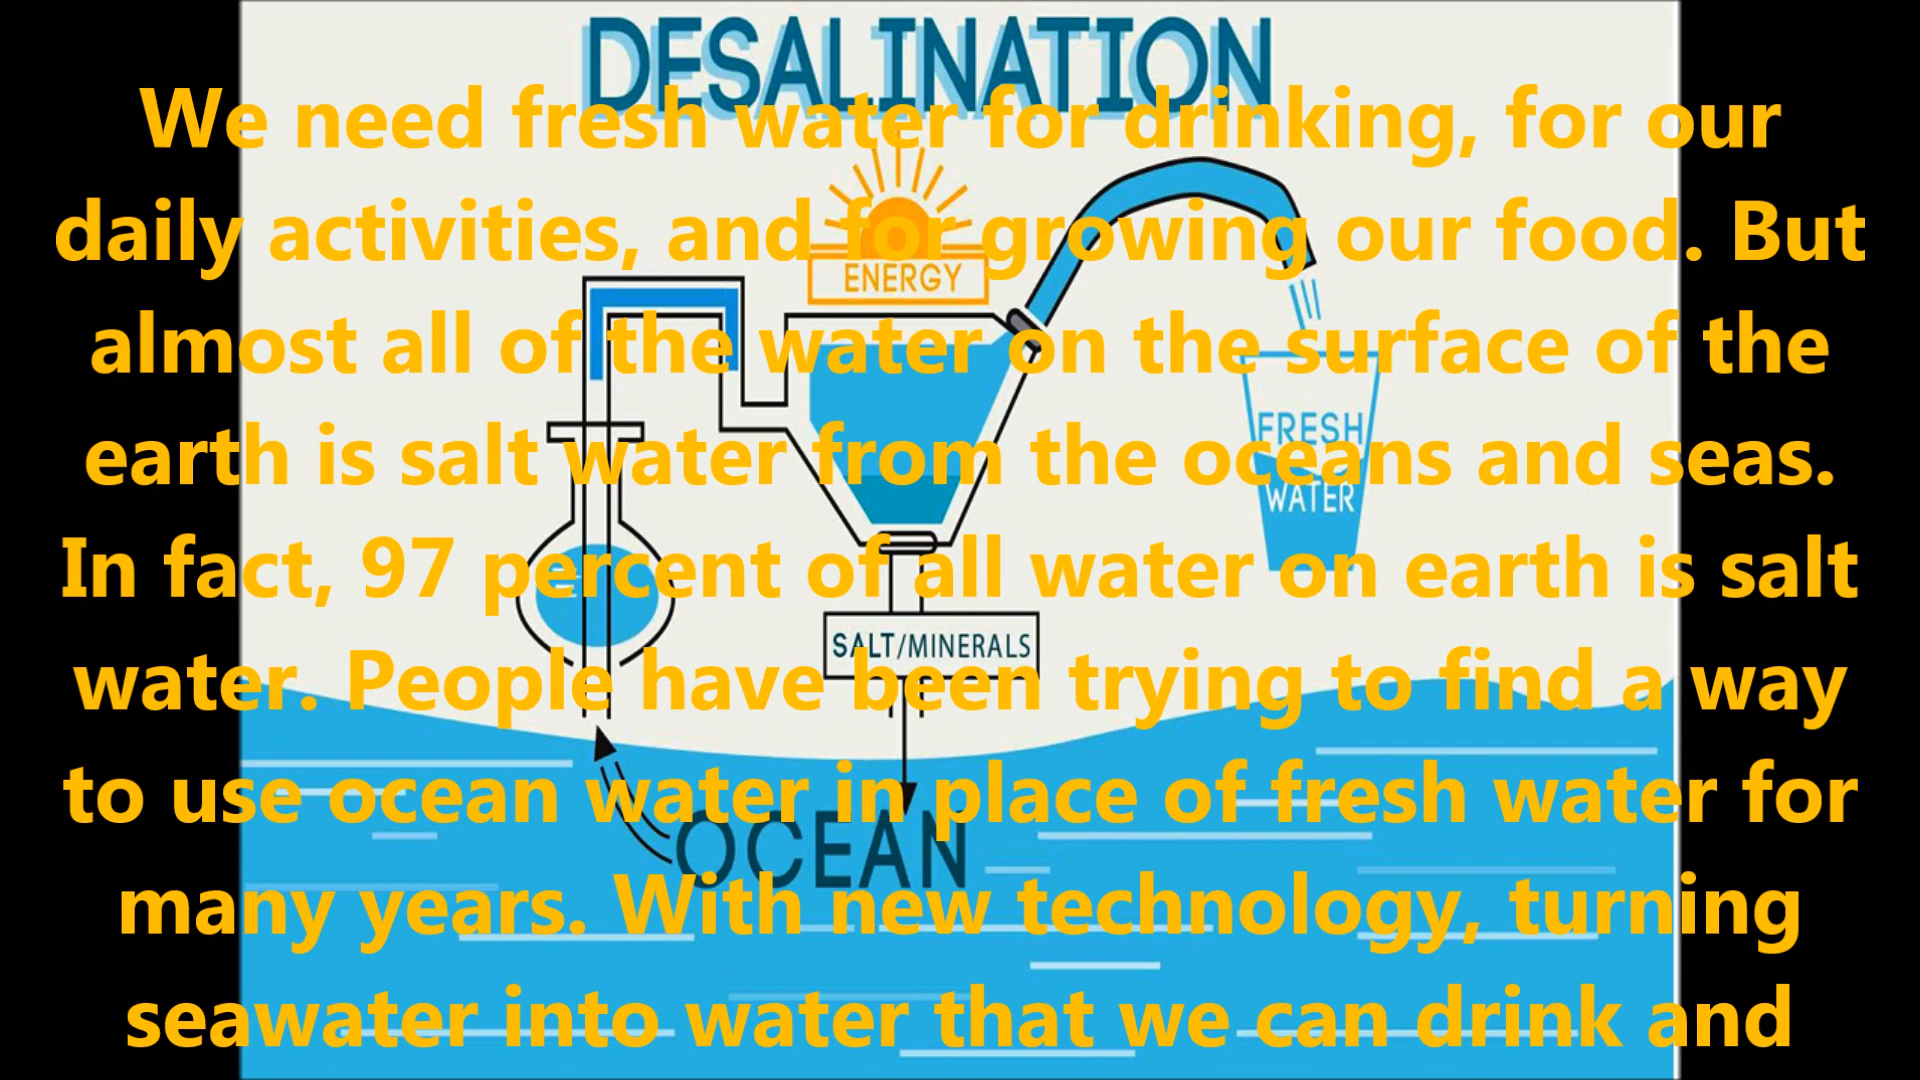 DESALINATION
We need fresh water for drinking, for our
daily activities, and for growing our food. But
almost all of the water on the surface of the
earth is salt water from the oceans and seas.
In fact, 97 percent of all water on earth is salt
water. People have been trying to find a way
to use ocean water in place of fresh water for
many years. With new technology, turning
seawater into water that we can drink and
ENERGY
FRESH
WATER
SALT/MINERALS
OCEAN